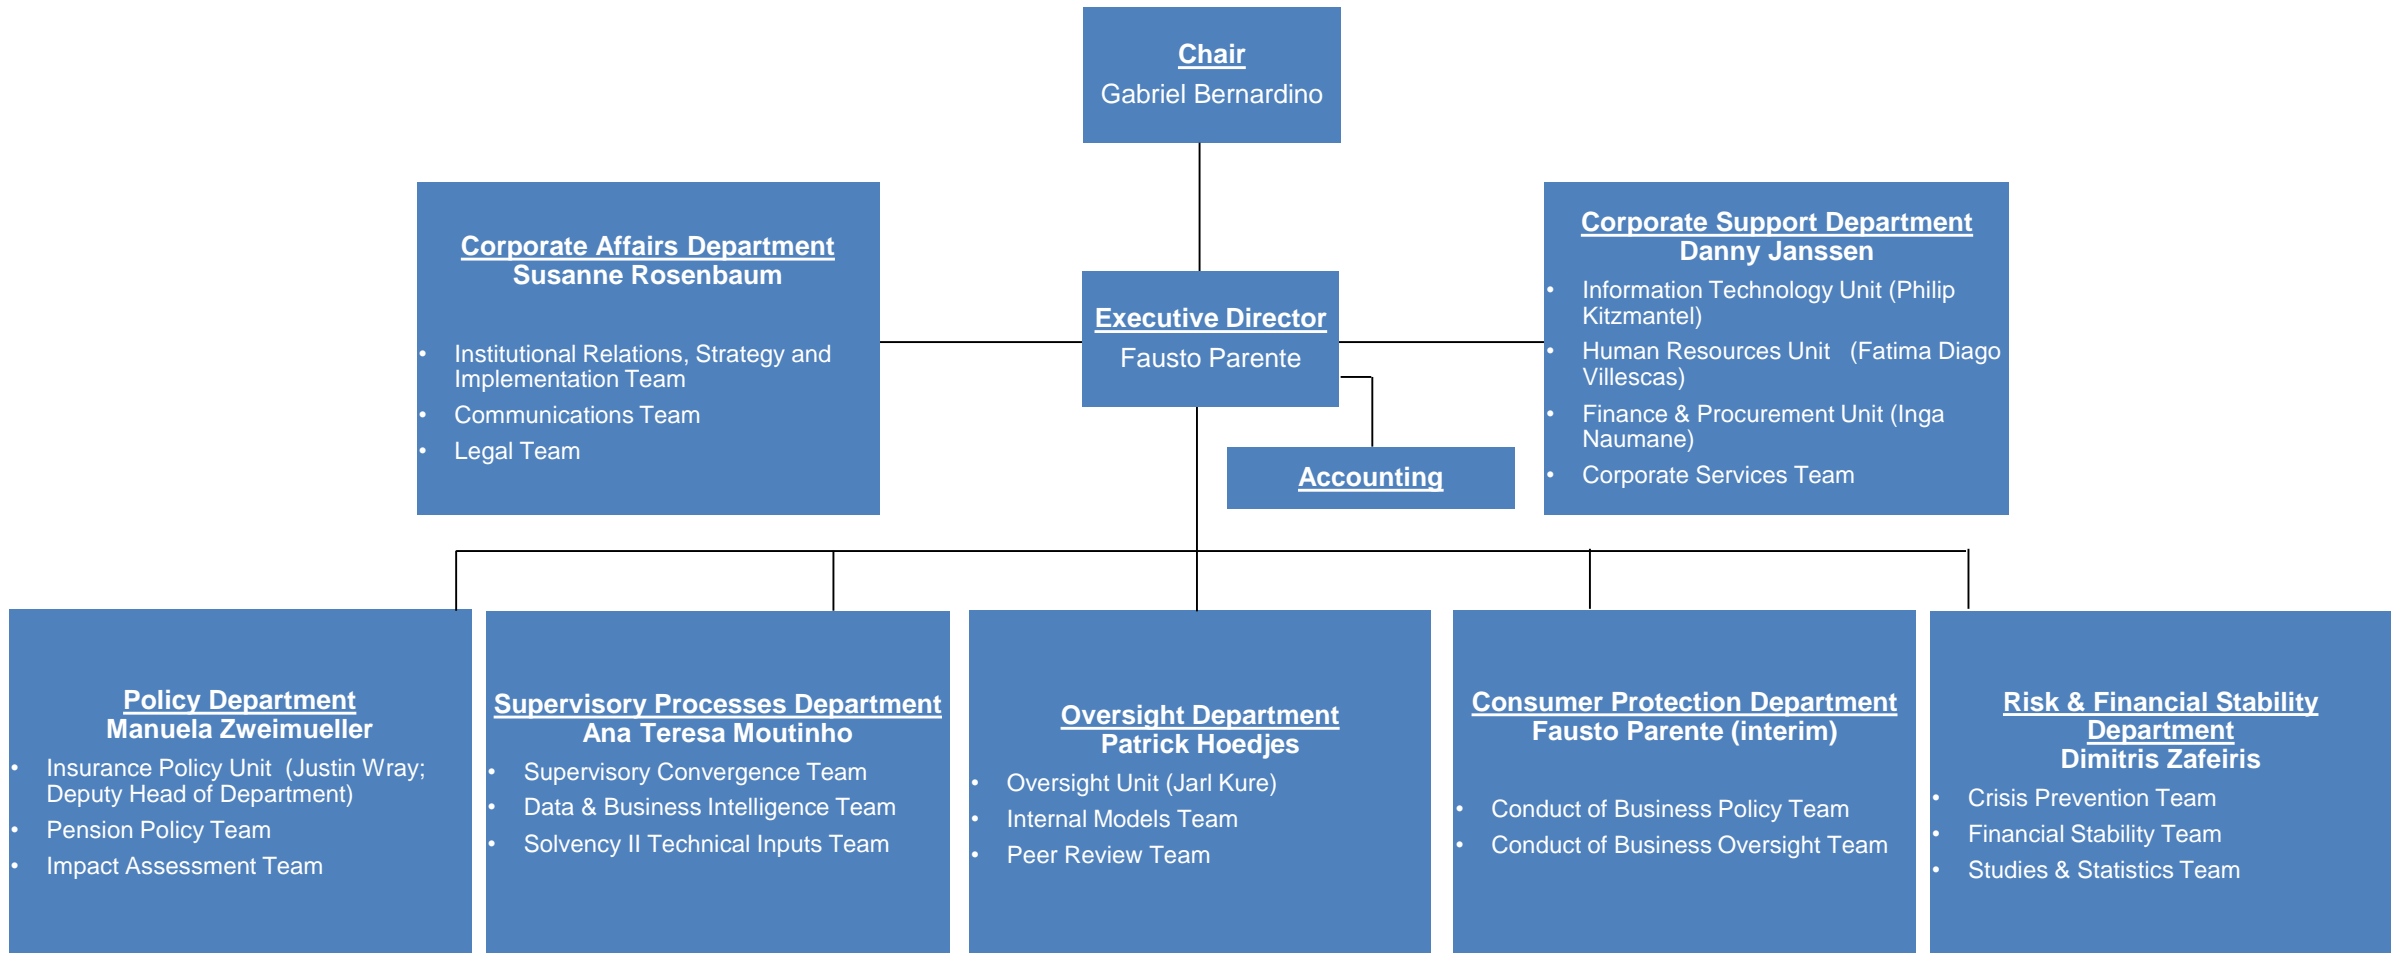 Chair
Gabriel Bernardino
Corporate Affairs Department
Susanne Rosenbaum
• Institutional Relations, Strategy and
Implementation Team
• Communications Team
• Legal Team
Executive Director
Fausto Parente
Accounting
Corporate Support Department
Danny Janssen
• Information Technology Unit (Philip
Kitzmantel)
• Human Resources Unit (Fatima Diago
Villescas)
• Finance & Procurement Unit (Inga
Naumane)
• Corporate Services Team
Policy Department
Manuela Zweimueller
• Insurance Policy Unit (Justin Wray;
Deputy Head of Department)
• Pension Policy Team
• Impact Assessment Team
Supervisory Processes Department
Ana Teresa Moutinho
• Supervisory Convergence Team
• Data & Business Intelligence Team
• Solvency II Technical Inputs Team
Oversight Department
Patrick Hoedjes
• Oversight Unit (Jarl Kure)
• Internal Models Team
• Peer Review Team
Consumer Protection Department
Fausto Parente (interim)
• Conduct of Business Policy Team
• Conduct of Business Oversight Team
Risk & Financial Stability
Department
Dimitris Zafeiris
• Crisis Prevention Team
• Financial Stability Team
• Studies & Statistics Team